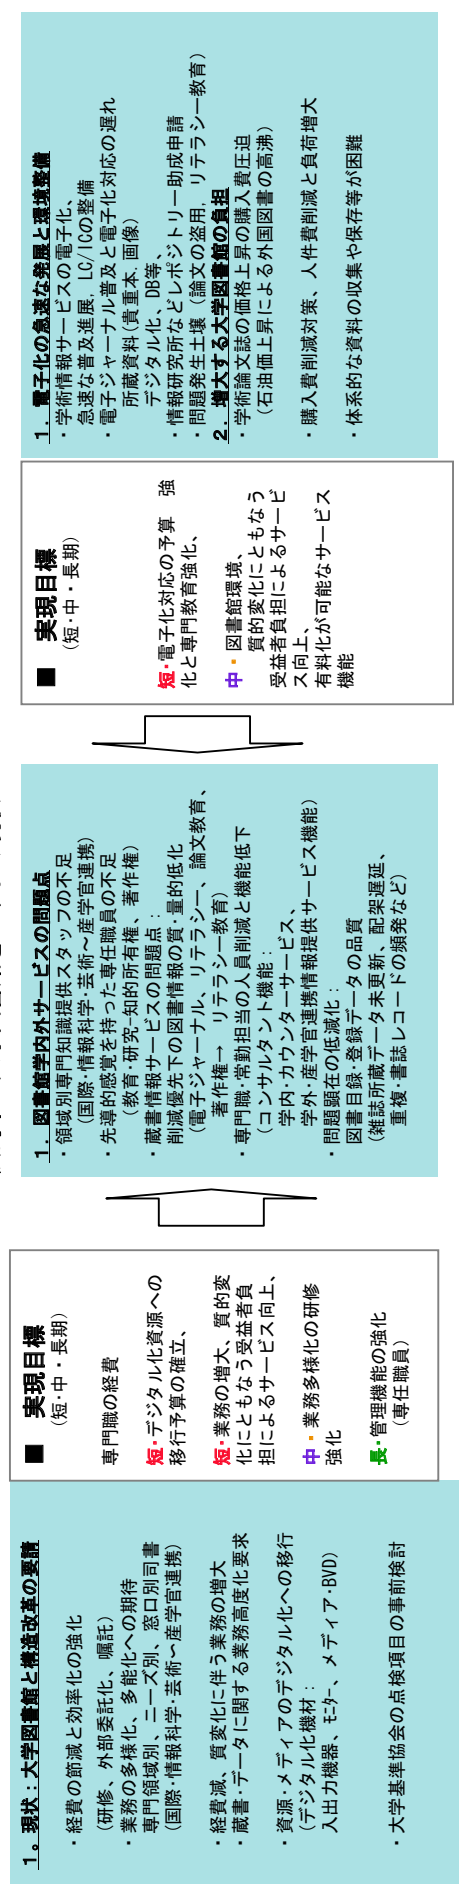 1。現状：大学図書館と構造改革の要請
・経費の節減と効率化の強化
(研修、外部委託化、嘱託)
・業務の多様化、多能化への期待
専門領域別、ニーズ別、窓口別司書
(国際・情報科学・芸術～産学官連携)
・経費減、質変化に伴う業務の増大
・蔵書・データに関する業務高度化要求
・資源・メディアのデジタル化への移行
(デジタル化機材：
入出力機器、ﾓﾆﾀｰ、メディア・BVD)
・大学基準協会の点検項目の事前検討
■ 実現目標
(短・中・長期)
専門職の経費
短・デジタル化資源への
移行予算の確立、
短・業務の増大、質的変
化にともなう受益者負
担によるサービス向上、
中・業務多様化の研修
強化
長・管理機能の強化
(専任職員)
1. 図書館学内外サービスの問題点
・領域別専門知識提供スタッフの不足
(国際・情報科学・芸術～産学官連携)
・先導的感覚を持った専任職員の不足
(教育・研究～知的所有権、著作権)
・蔵書情報サービスの問題点：
削減優先下の図書情報の質・量的低化
(電子ジャーナル、リテラシー、論文教育、
著作権→ リテラシー教育)
・専門職・常勤担当の人員削減と機能低下
(コンサルタント機能：
学内・カウンターサービス、
学外・産学官連携情報提供サービス機能)
・問題顕在の低減化：
図書目録・登録データの品質
(雑誌所蔵データ未更新、配架遅延、
重複・書誌レコードの頻発など)
■ 実現目標
(短・中・長期)
短・電子化対応の予算 強
化と専門教育強化、
中・図書館環境、
質的変化にともなう
受益者負担によるサービ
ス向上、
有料化が可能なサービス
機能
1. 電子化の急速な発展と環境整備
・学術情報サービスの電子化、
急速な普及進展、LC/ICの整備
・電子ジャーナル普及と電子化対応の遅れ
所蔵資料(貴重本、画像)
デジタル化、DB等、
・情報研究所などレポジトリー助成申請
・問題発生土壌（論文の盗用，リテラシー教育)
2. 増大する大学図書館の負担
・学術論文誌の価格上昇の購入費圧迫
(石油価上昇による外国図書の高沸)
・購入費削減対策、人件費削減と負荷増大
・体系的な資料の収集や保存等が困難